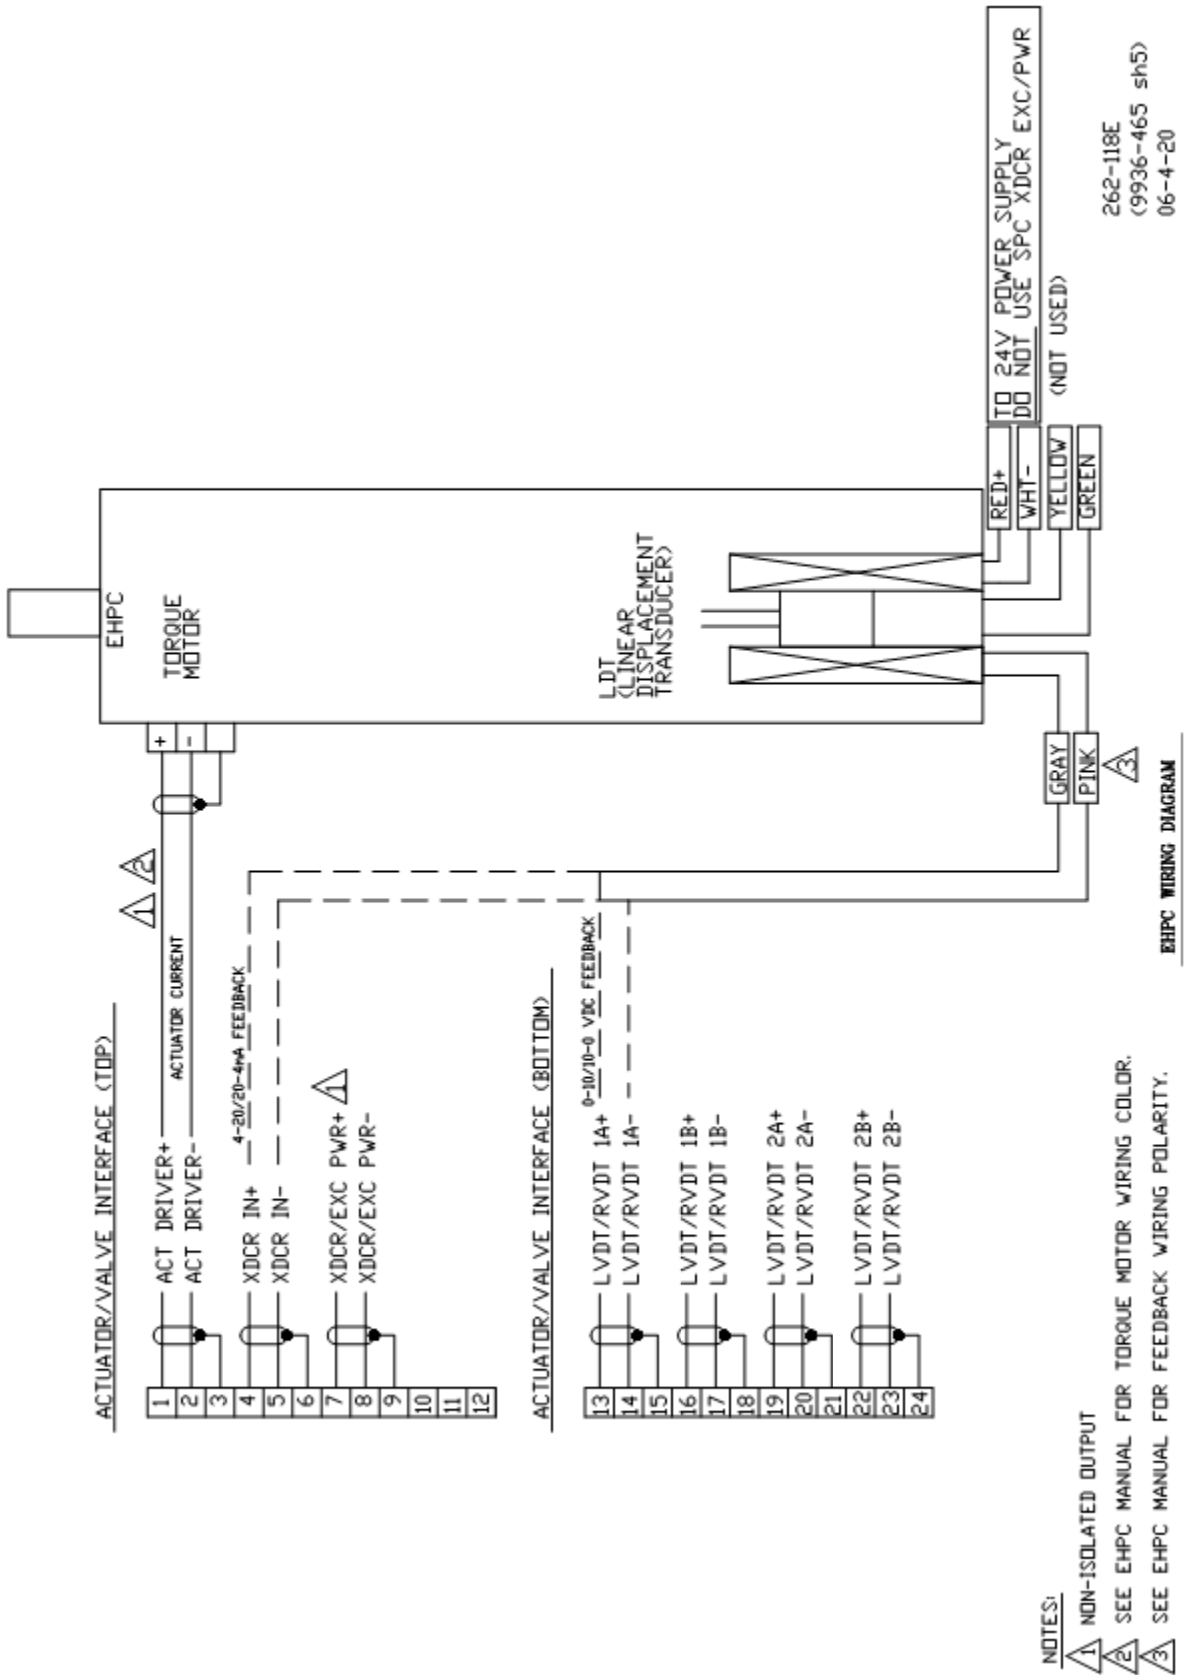 EHPC
TORQUE
MOTOR
+
-
ACTUATOR/VALVE INTERFACE (TOP)
1
2
3
4
5
6
7
8
9
10
11
12
ACT DRIVER+
ACT DRIVER-
ACTUATOR CURRENT
1
2
XDCR IN+
XDCR IN-
4-20/20-4mA FEEDBACK
XDCR/EXC PWR+
XDCR/EXC PWR-
1
ACTUATOR/VALVE INTERFACE (BOTTOM)
13
14
15
16
17
18
19
20
21
22
23
24
LVDT/RVDT 1A+
LVDT/RVDT 1A-
0-10/10-0 VDC FEEDBACK
LVDT/RVDT 1B+
LVDT/RVDT 1B-
LVDT/RVDT 2A+
LVDT/RVDT 2A-
LVDT/RVDT 2B+
LVDT/RVDT 2B-
LDT
(LINEAR
DISPLACEMENT
TRANSDUCER)
GRAY
PINK
3
RED+
WHT-
YELLOW
GREEN
TO 24V POWER SUPPLY
DO NOT USE SPC XDCR EXC/PWR
(NOT USED)
NOTES:
1 NON-ISOLATED OUTPUT
2 SEE EHPC MANUAL FOR TORQUE MOTOR WIRING COLOR.
3 SEE EHPC MANUAL FOR FEEDBACK WIRING POLARITY.
EHPC WIRING DIAGRAM
262-118E
(9936-465 sh5)
06-4-20